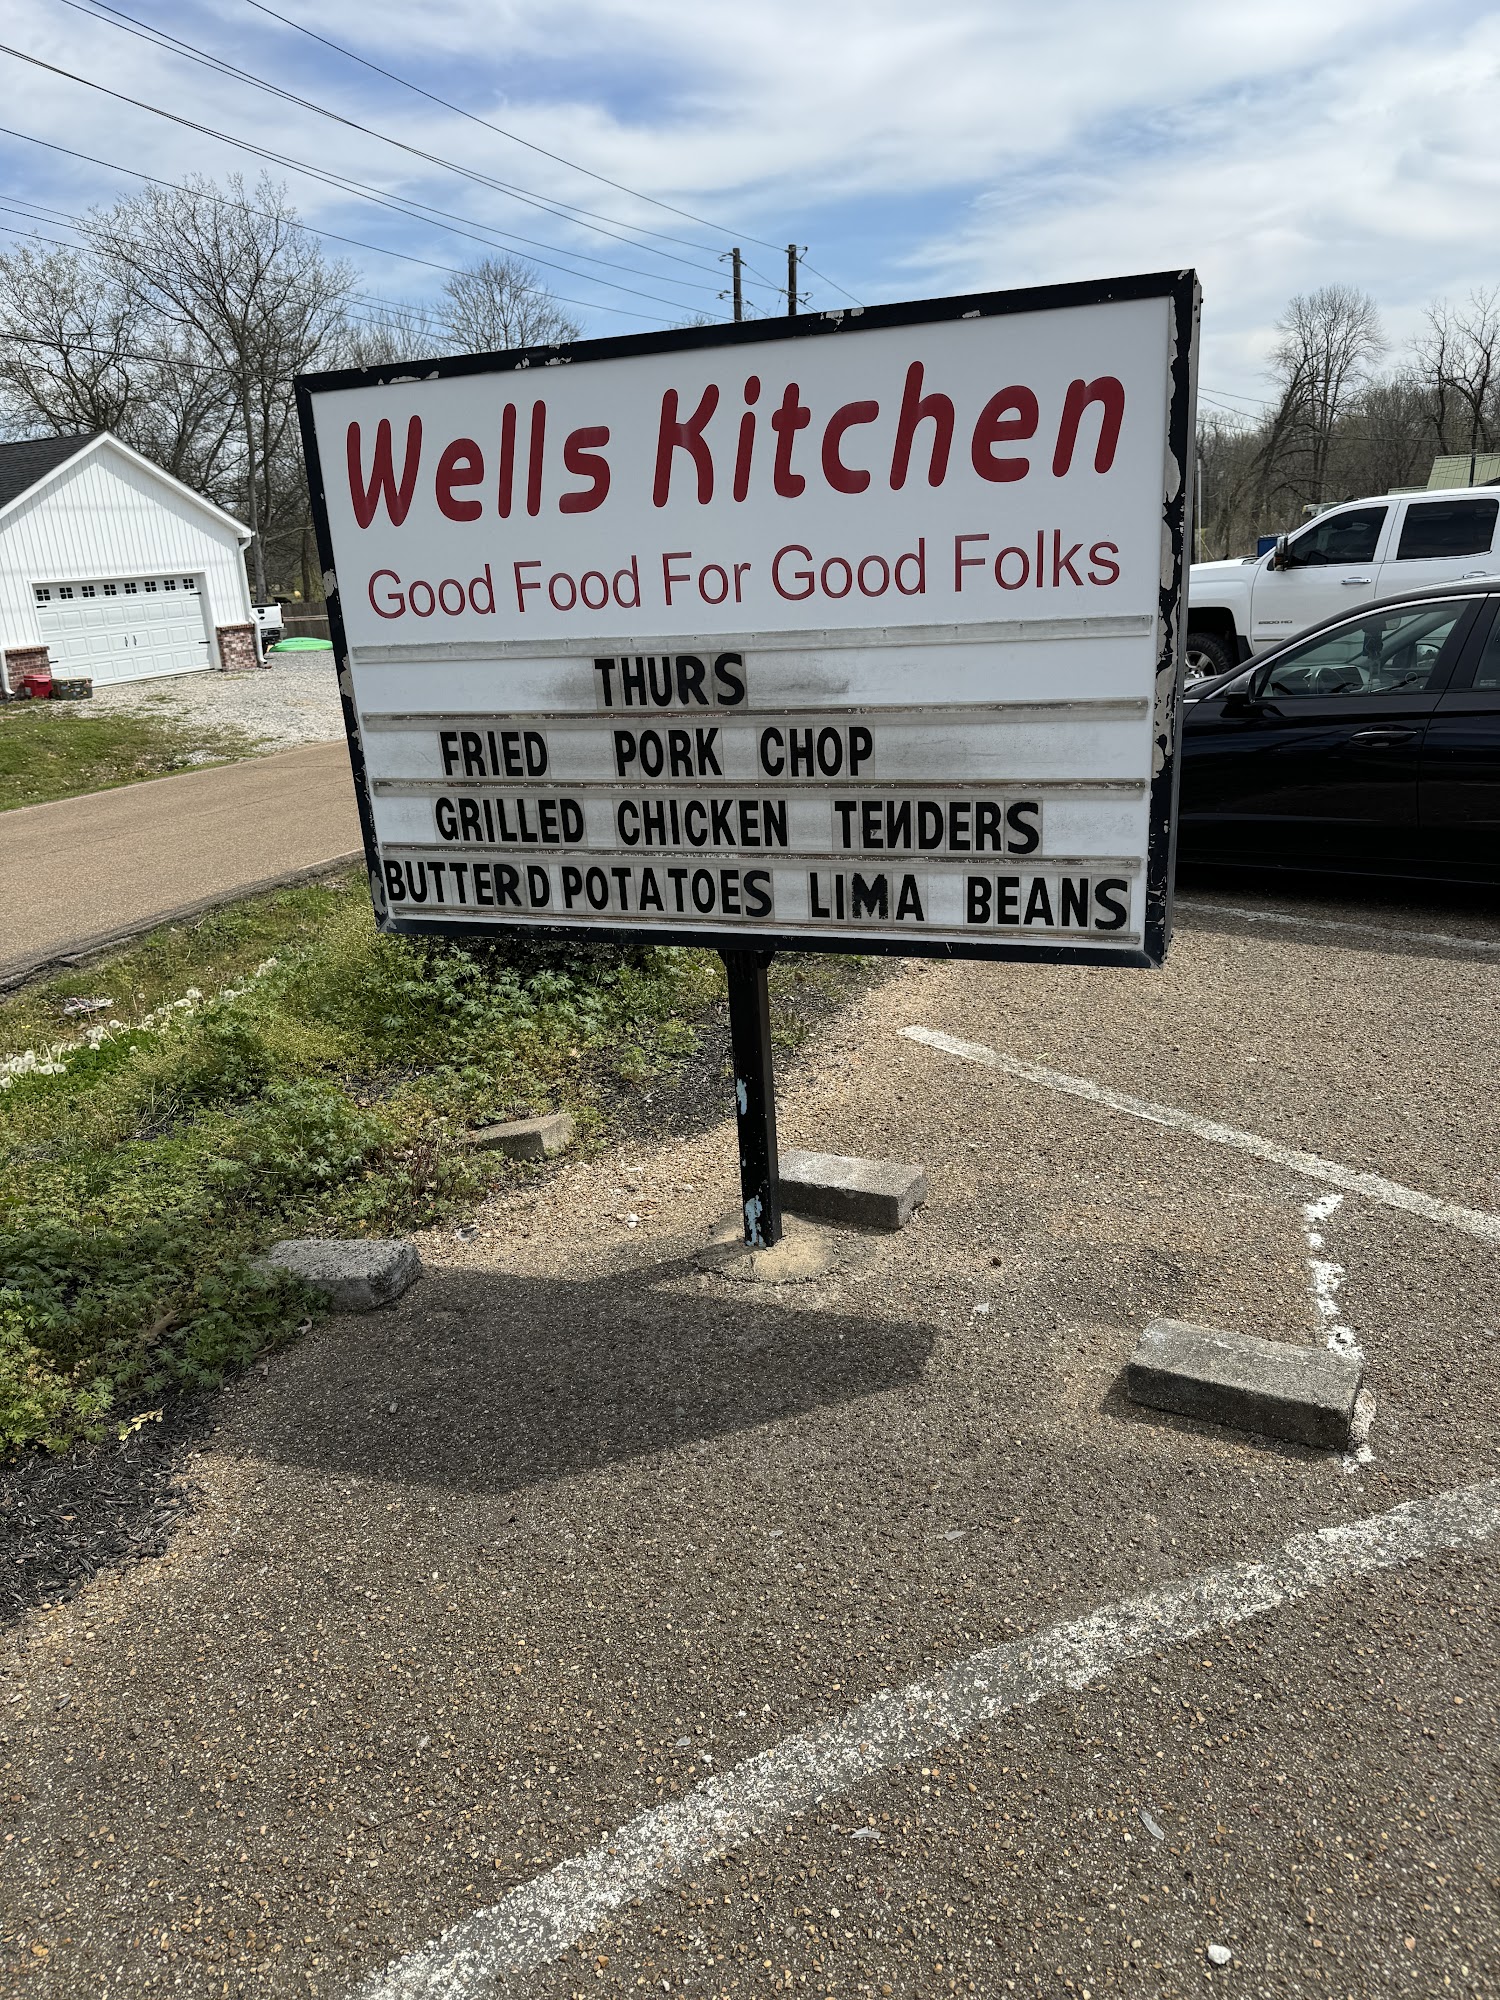 Wells Kitchen
Good Food For Good Folks
THURS
FRIED PORK CHOP
GRILLED CHICKEN TENDERS
BUTTERD POTATOES LIMA BEANS